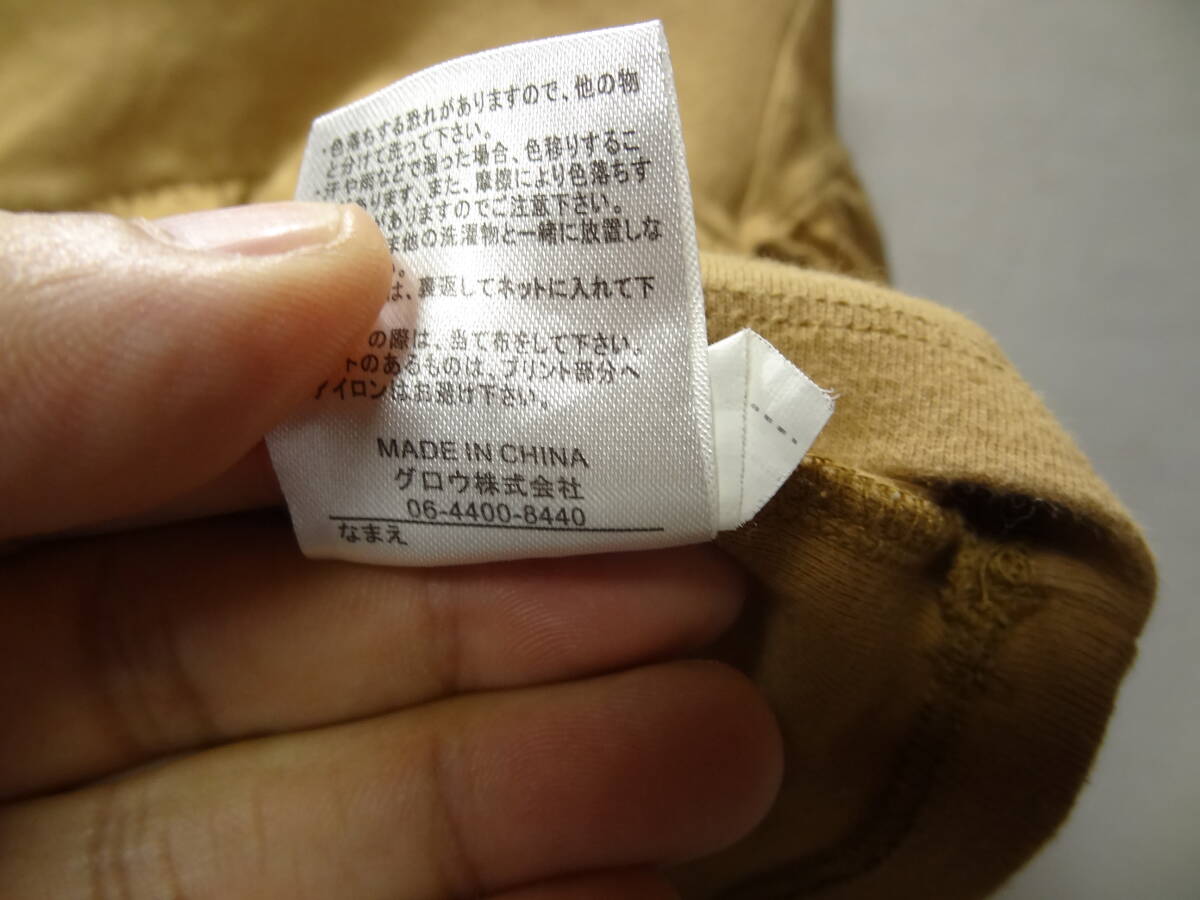 ・色落ちする恐れがありますので、他の物
と分けて洗って下さい。
汗や雨などで湿った場合、色移りするこ
ります。また、摩擦により色落ちす
ありますのでご注意下さい。
ま他の洗濯物と一緒に放置しな
。
は、裏返してネットに入れて下
の際は、当て布をして下さい。
トのあるものは、プリント部分へ
アイロンはお避け下さい。
MADE IN CHINA
グロウ株式会社
06-4400-8440
なまえ